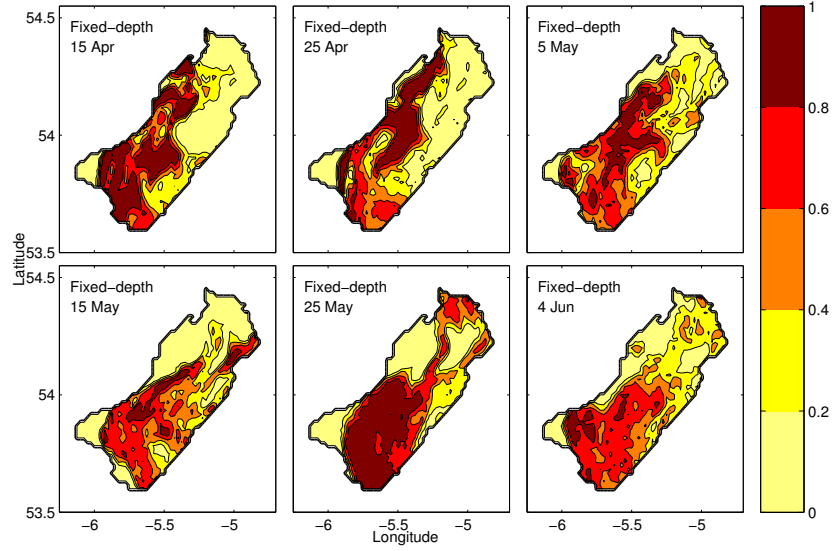 54.5
54
53.5
Fixed−depth
15 Apr
Fixed−depth
25 Apr
Fixed−depth
5 May
1
0.8
0.6
0.4
0.2
0
Latitude
54
53.5
Fixed−depth
15 May
Fixed−depth
25 May
Fixed−depth
4 Jun
−6 −5.5 −5
−6 −5.5 −5
−6 −5.5 −5
Longitude